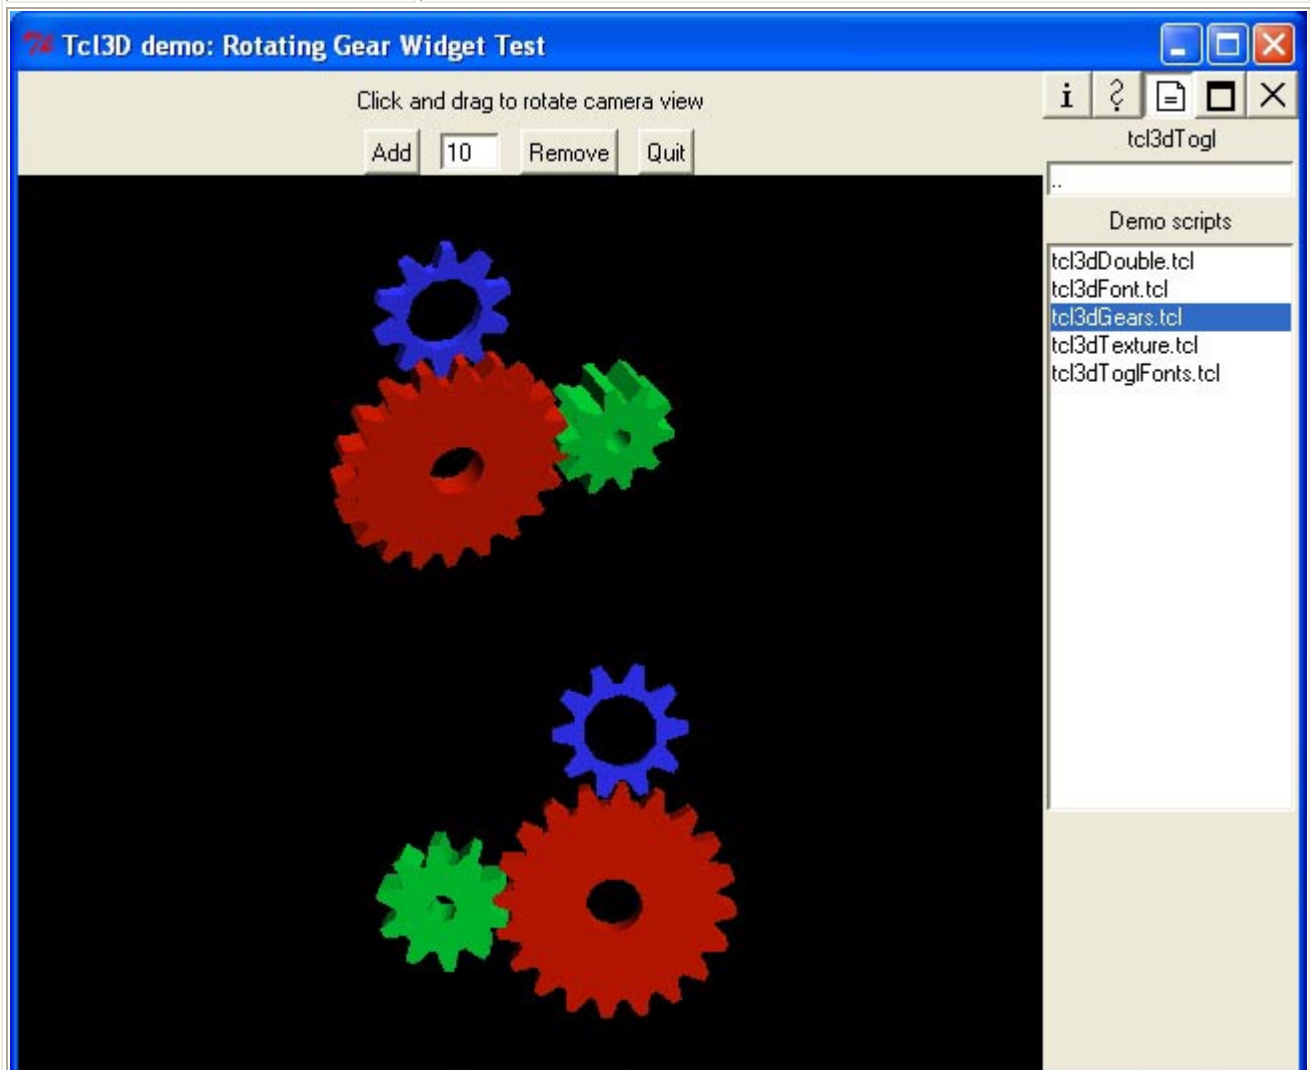 Tcl3D demo: Rotating Gear Widget Test
Click and drag to rotate camera view
Add 10 Remove Quit
i ?
tcl3dTogl
..
Demo scripts
tcl3dDouble.tcl
tcl3dFont.tcl
tcl3dGears.tcl
tcl3dTexture.tcl
tcl3dToglFonts.tcl